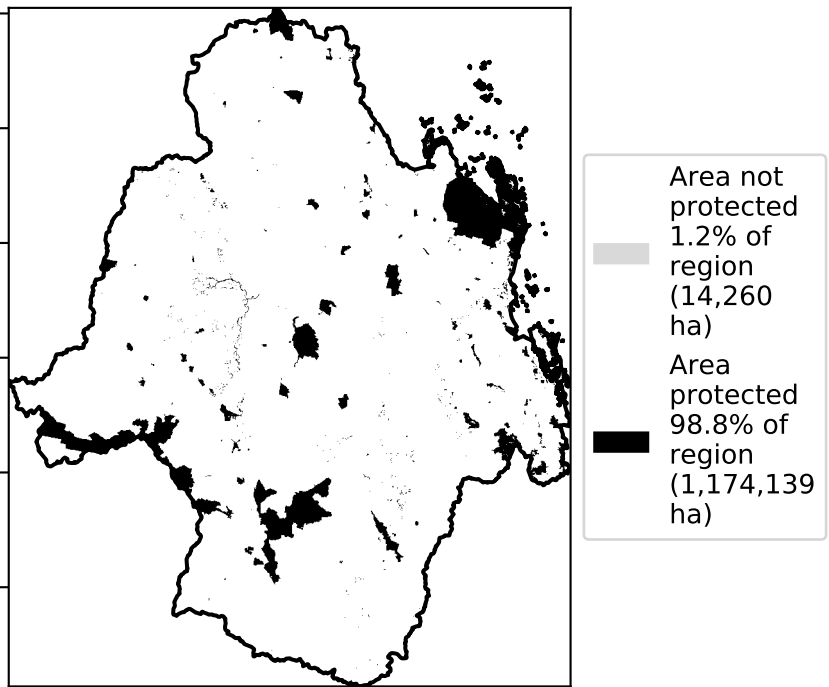 Area not
protected
1.2% of
region
(14,260
ha)
Area
protected
98.8% of
region
(1,174,139
ha)